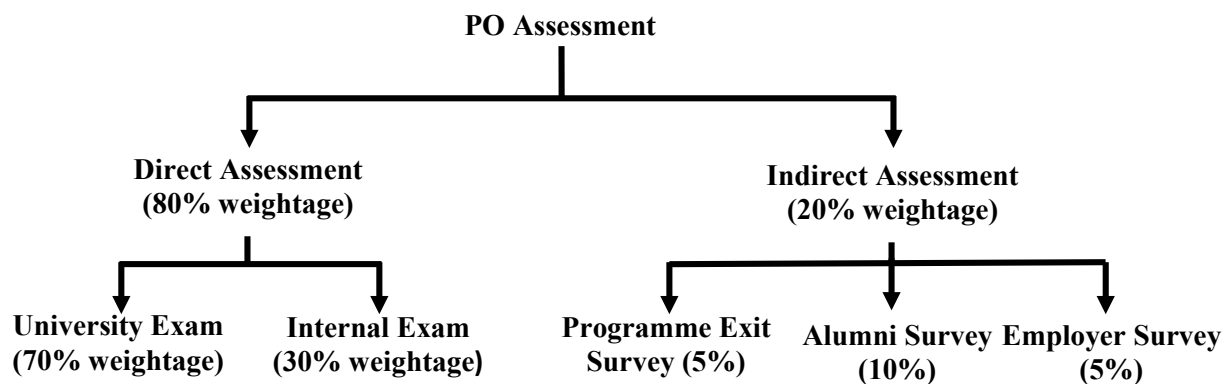 PO Assessment
Direct Assessment
(80% weightage)
Indirect Assessment
(20% weightage)
University Exam
(70% weightage)
Internal Exam
(30% weightage)
Programme Exit
Survey (5%)
Alumni Survey
(10%)
Employer Survey
(5%)